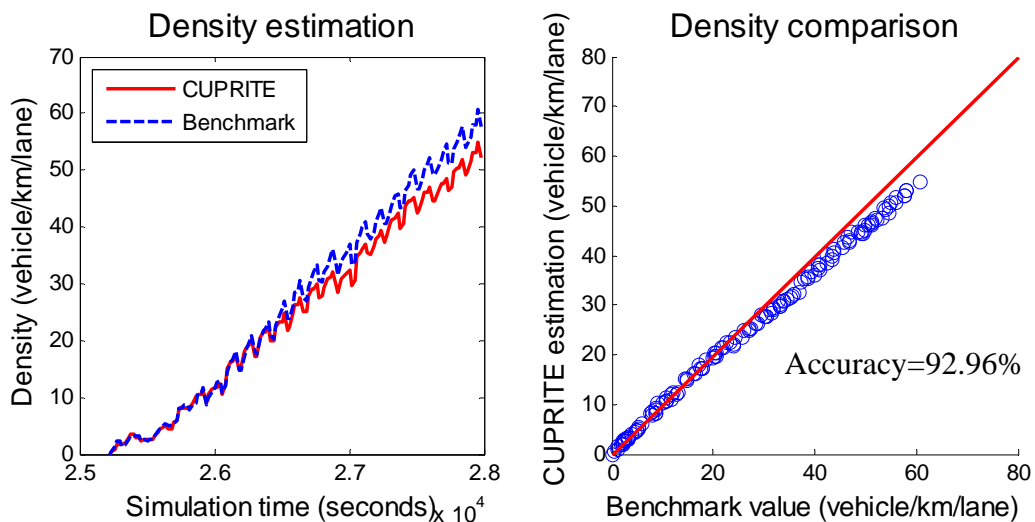 Density estimation
70
60
50
40
30
20
10
0
Density (vehicle/km/lane)
CUPRITE
Benchmark
2.5 2.6 2.7 2.8
Simulation time (seconds) x 10^4
Density comparison
80
70
60
50
40
30
20
10
0
CUPRITE estimation (vehicle/km/lane)
Accuracy=92.96%
0 20 40 60 80
Benchmark value (vehicle/km/lane)